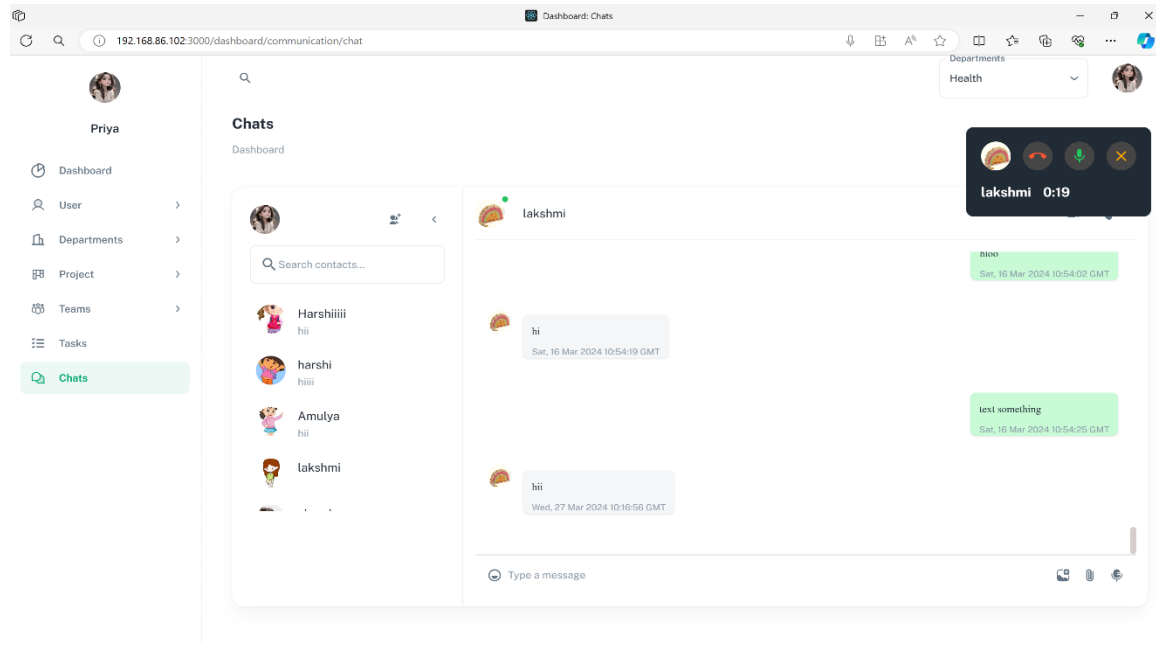 Dashboard: Chats
192.168.86.102:3000/dashboard/communication/chat
Departments
Health
Priya
Dashboard
User
Departments
Project
Teams
Tasks
Chats
Chats
Dashboard
Search contacts...
Harshiiiii
hii
harshi
hiiii
Amulya
hii
lakshmi
lakshmi
lakshmi 0:19
hloo
Sat, 16 Mar 2024 10:54:02 GMT
hi
Sat, 16 Mar 2024 10:54:19 GMT
text something
Sat, 16 Mar 2024 10:54:25 GMT
hii
Wed, 27 Mar 2024 10:16:56 GMT
Type a message